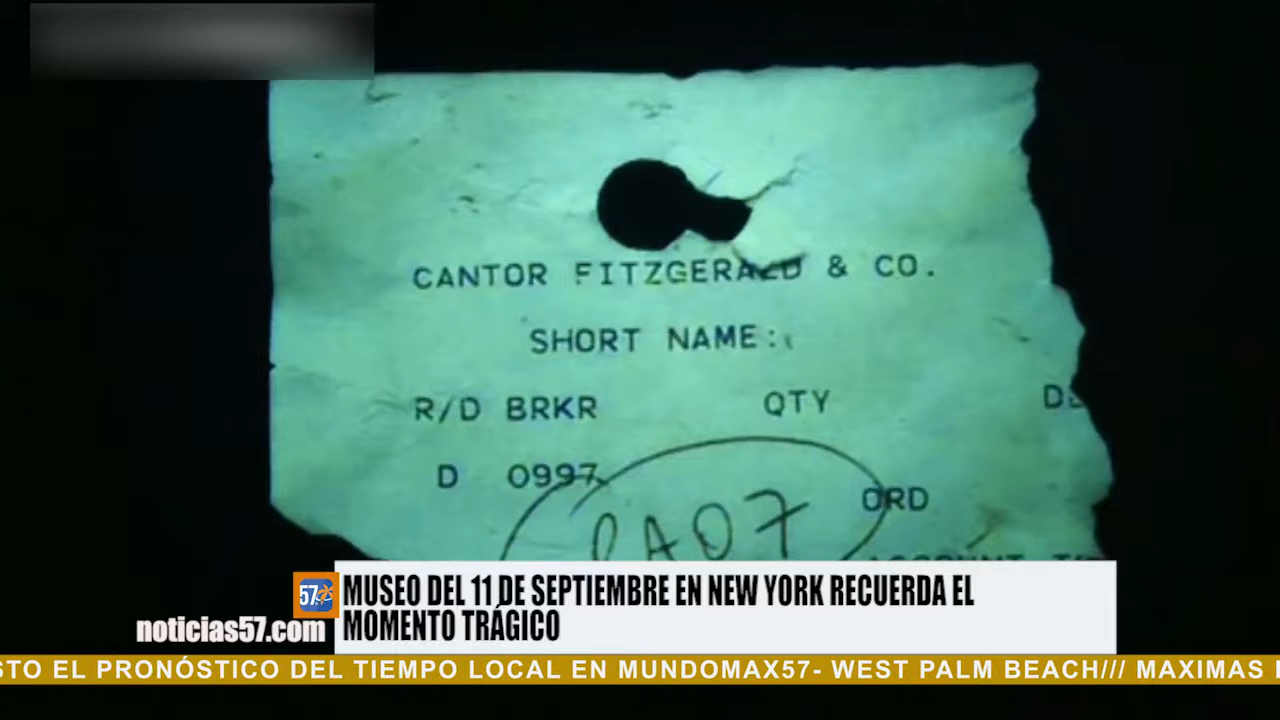 CANTOR FITZGERALD & CO.
SHORT NAME:
R/D BRKR QTY
D 0997
ORD
57
MUSEO DEL 11 DE SEPTIEMBRE EN NEW YORK RECUERDA EL
MOMENTO TRÁGICO
noticias57.com
STO EL PRONÓSTICO DEL TIEMPO LOCAL EN MUNDOMAX57- WEST PALM BEACH/// MAXIMAS